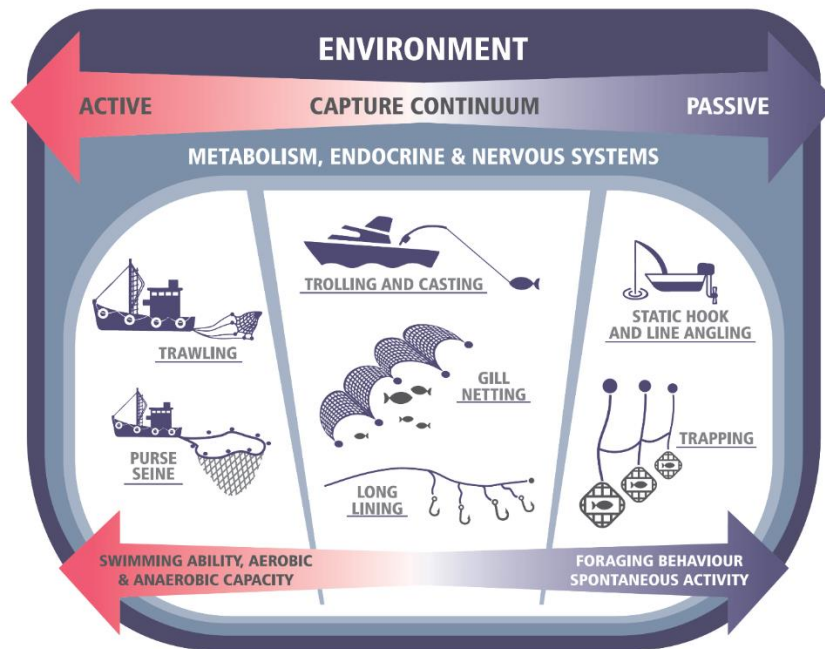 ENVIRONMENT
ACTIVE
CAPTURE CONTINUUM
PASSIVE
METABOLISM, ENDOCRINE & NERVOUS SYSTEMS
TRAWLING
PURSE
SEINE
TROLLING AND CASTING
GILL
NETTING
LONG
LINING
STATIC HOOK
AND LINE ANGLING
TRAPPING
SWIMMING ABILITY, AEROBIC
& ANAEROBIC CAPACITY
FORAGING BEHAVIOUR
SPONTANEOUS ACTIVITY